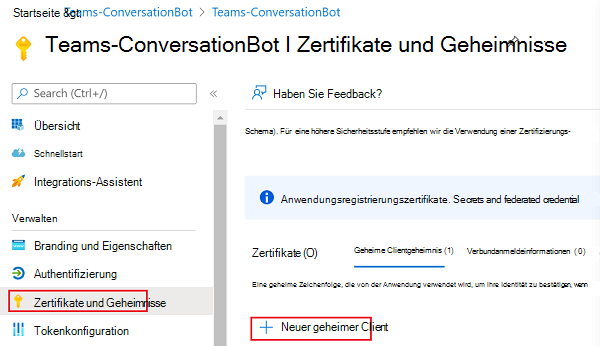 Startseite &gt; Teams-ConversationBot > Teams-ConversationBot
Teams-ConversationBot | Zertifikate und Geheimnisse
Search (Ctrl+/)
«
Haben Sie Feedback?
Übersicht
Schnellstart
Integrations-Assistent
Verwalten
Branding und Eigenschaften
Authentifizierung
Zertifikate und Geheimnisse
Tokenkonfiguration
Schema). Für eine höhere Sicherheitsstufe empfehlen wir die Verwendung einer Zertifizierungs-
Anwendungsregistrierungszertifikate. Secrets and federated credential
Zertifikate (0) Geheime Clientgeheimnis (1) Verbundanmeldeinformationen (0)
Eine geheime Zeichenfolge, die von der Anwendung verwendet wird, um Ihre Identität zu bestätigen, wenn
Neuer geheimer Client